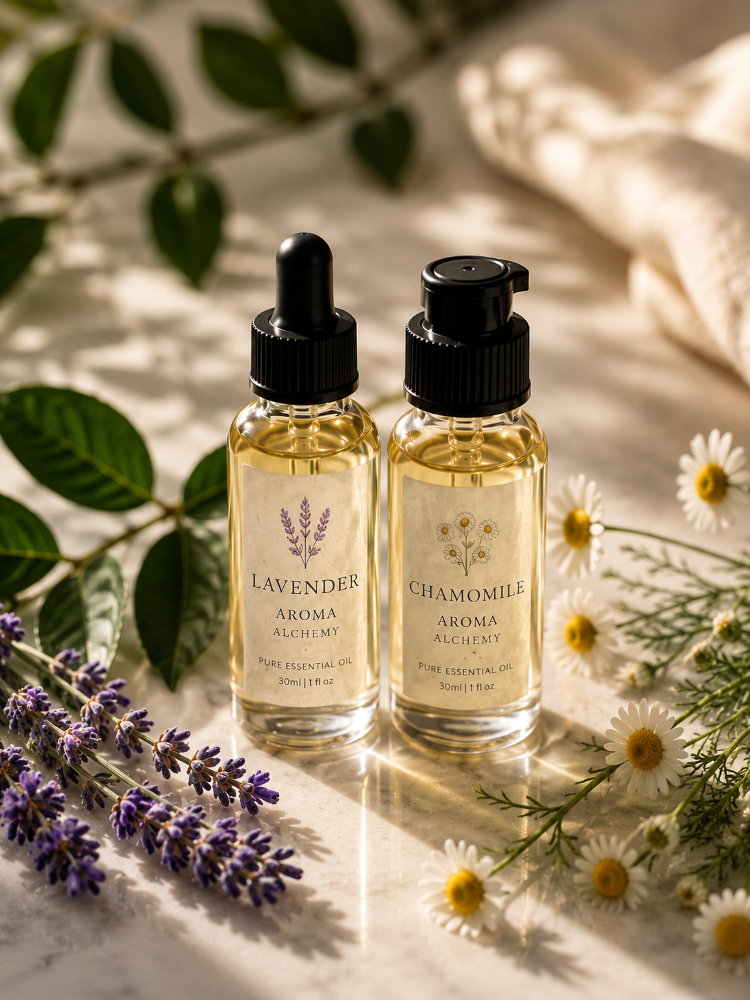 LAVENDER
AROMA
ALCHEMY
PURE ESSENTIAL OIL
30ml | 1 fl oz
CHAMOMILE
AROMA
ALCHEMY
PURE ESSENTIAL OIL
30ml | 1 fl oz